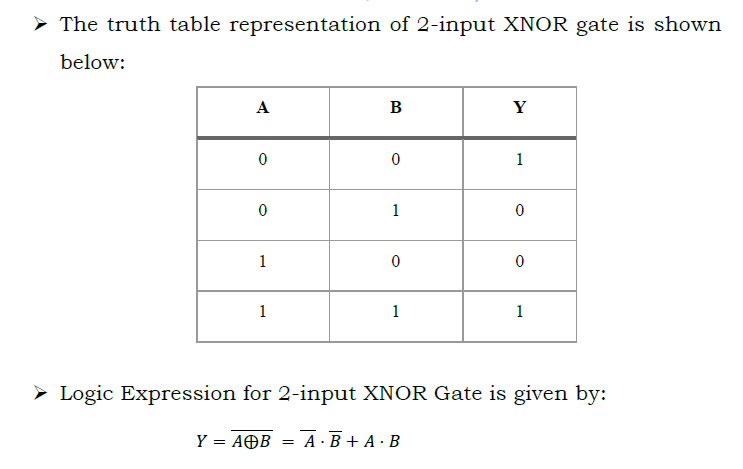 ➤ The truth table representation of 2-input XNOR gate is shown
below:
A B Y
0 0 1
0 1 0
1 0 0
1 1 1
➤ Logic Expression for 2-input XNOR Gate is given by:
Y = A̅⊕̅B̅ = A̅ · B̅ + A · B